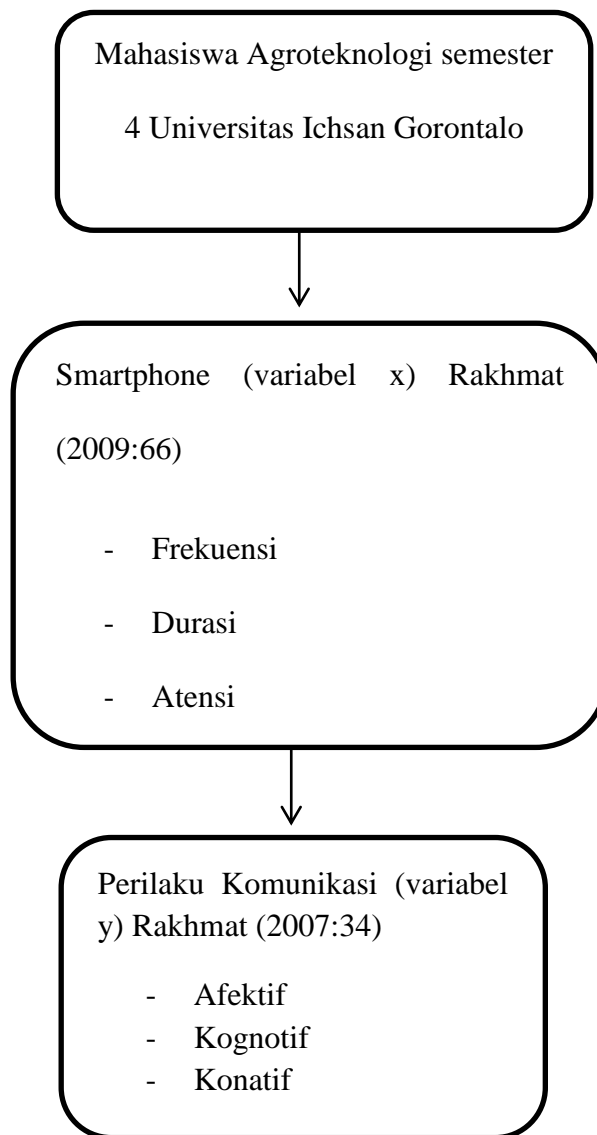 Mahasiswa Agroteknologi semester
4 Universitas Ichsan Gorontalo
Smartphone (variabel x) Rakhmat
(2009:66)
- Frekuensi
- Durasi
- Atensi
Perilaku Komunikasi (variabel
y) Rakhmat (2007:34)
- Afektif
- Kognotif
- Konatif